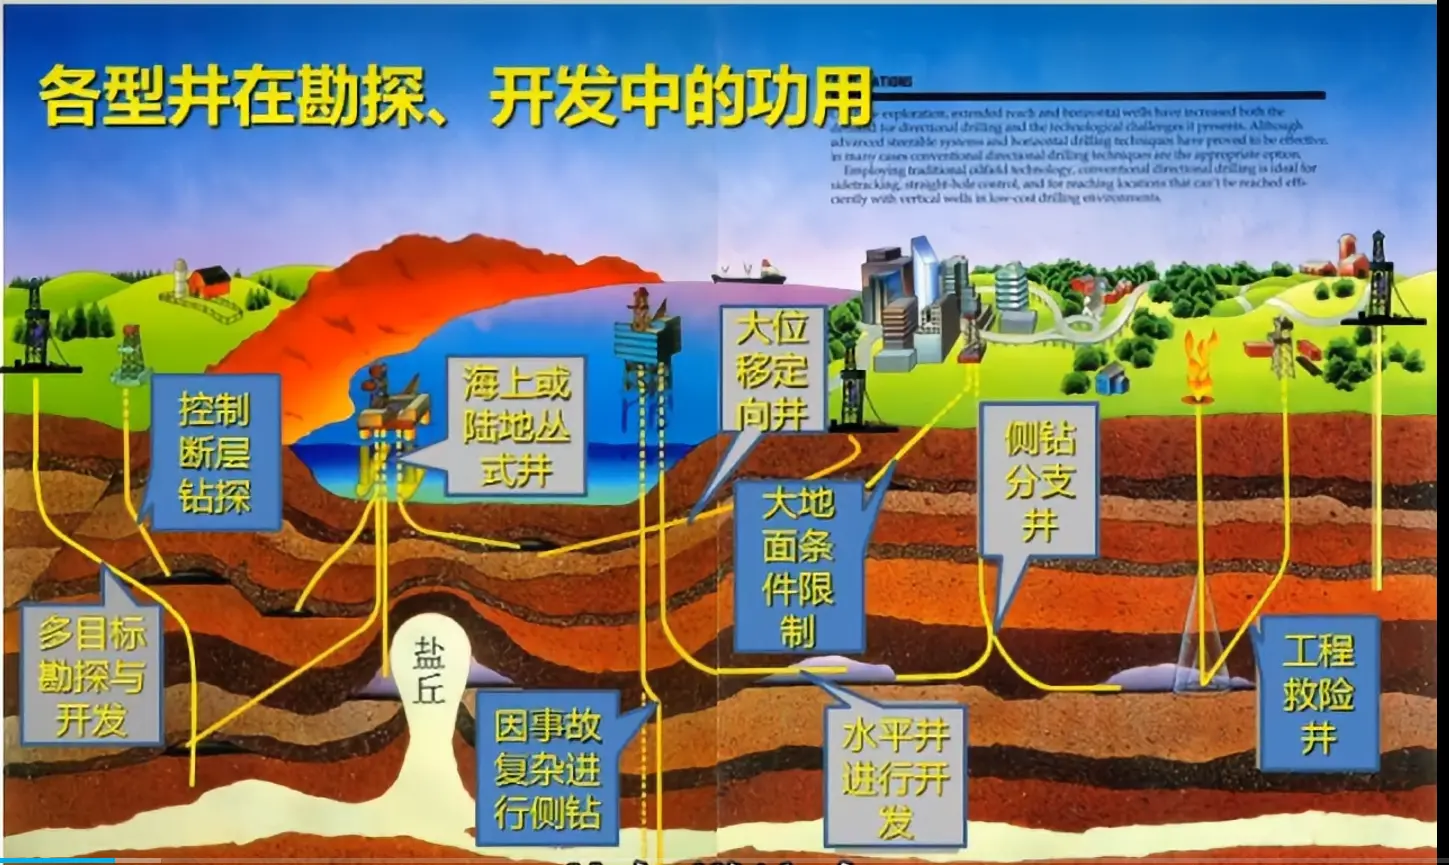 各型井在勘探、开发中的功用
ATIONS
exploration, extended reach and horizontal wells have increased both the
for directional drilling and the technological challenges it presents. Although
advanced steerable systems and horizontal drilling techniques have proved to be effective
in many cases conventional directional drilling techniques are the appropriate option.
Employing traditional oilfield technology, conventional directional drilling is ideal for
sidetracking, straight-hole control, and for reaching locations that can't be reached effi-
ciently with vertical wells in low-cost drilling environments.
大位
移定
向井
控制
断层
钻探
海上或
陆地丛
式井
侧钻
分支
井
大地
面条
件限
制
多目标
勘探与
开发
盐
丘
工程
救险
井
因事故
复杂进
行侧钻
水平井
进行开
发